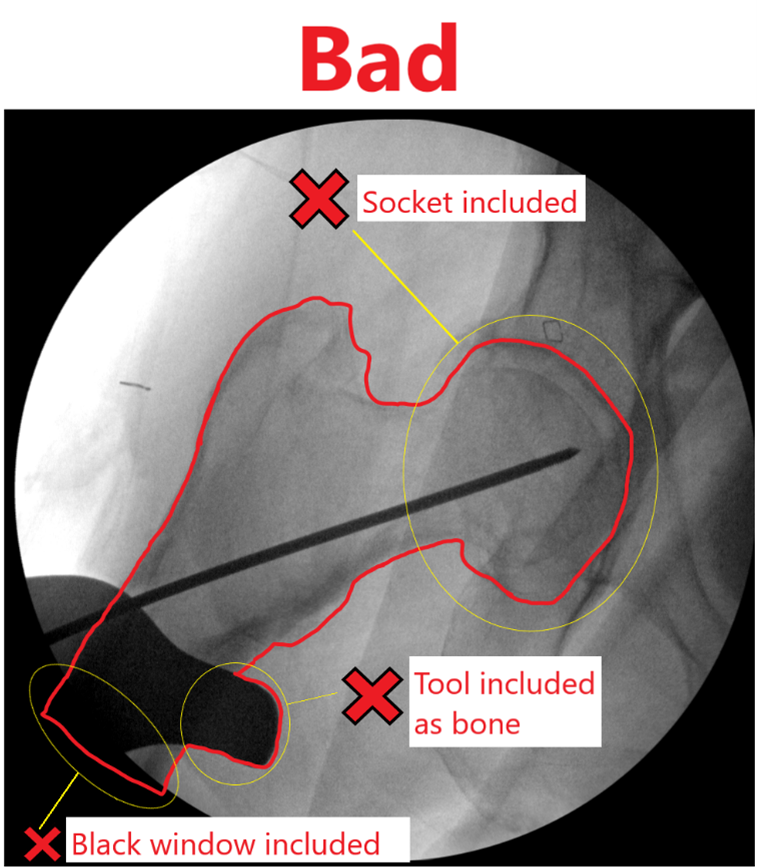 Bad
Socket included
Tool included
as bone
Black window included